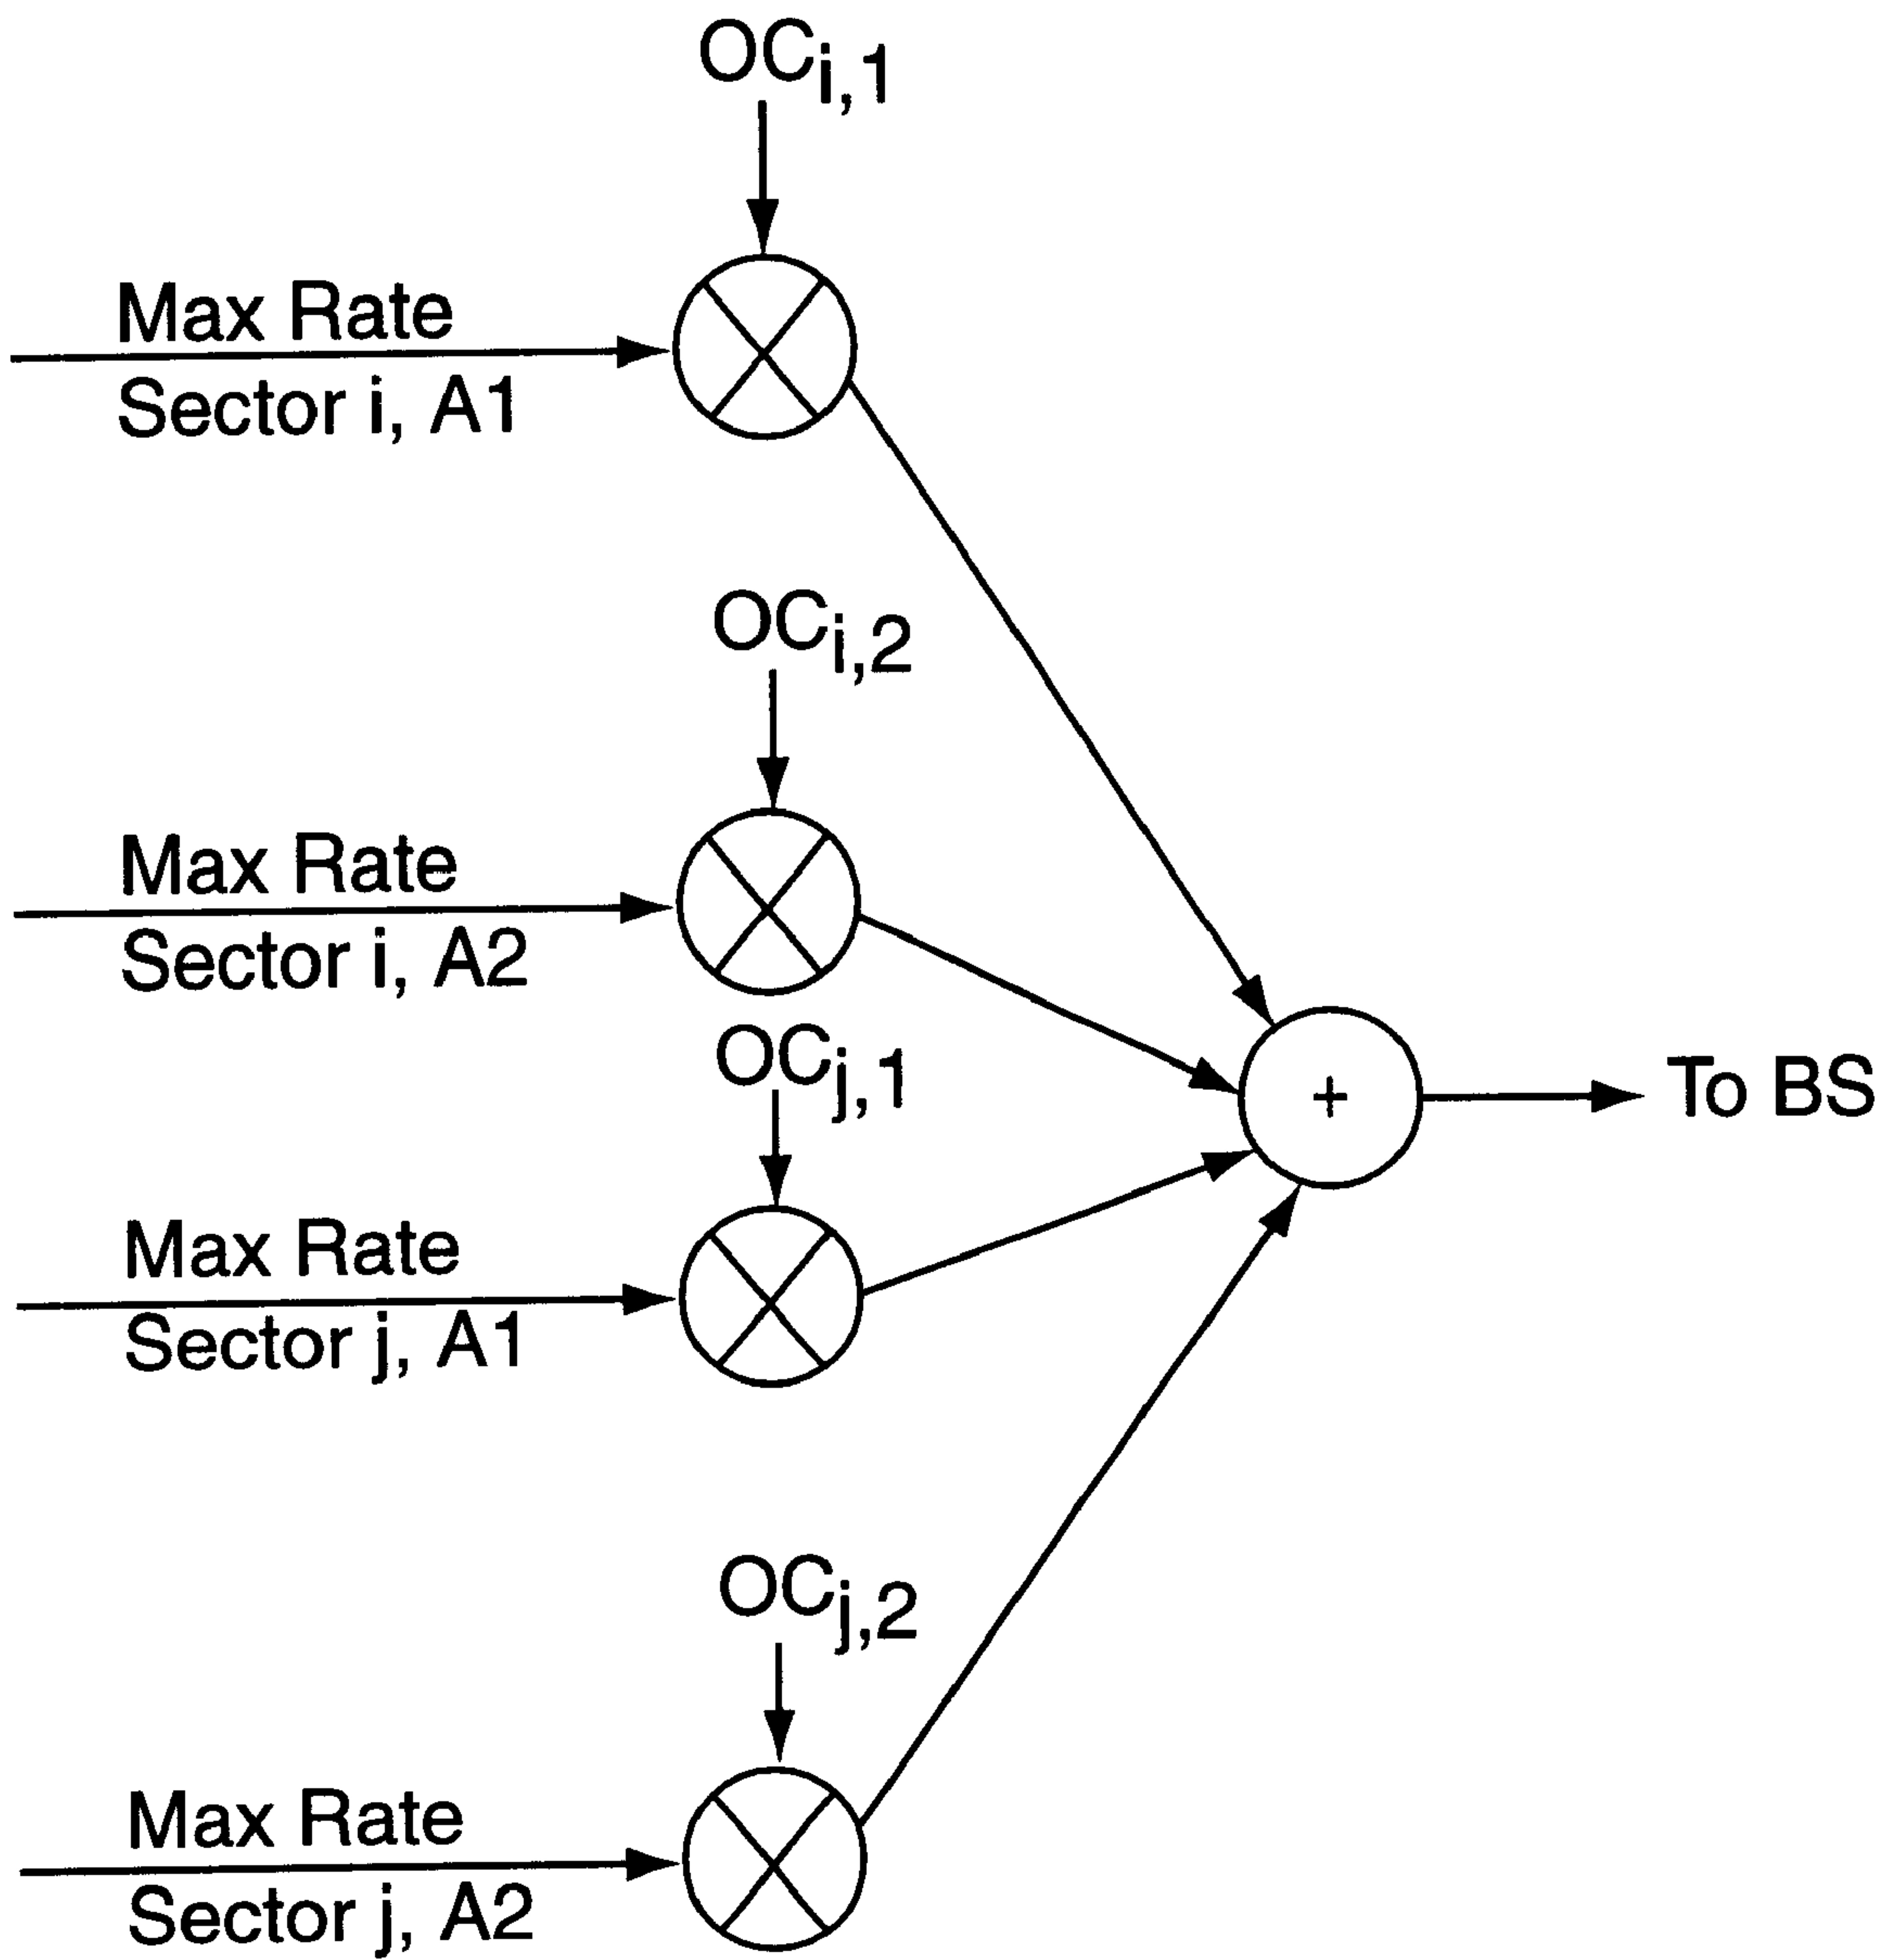 OCi,1
Max Rate
Sector i, A1
OCi,2
Max Rate
Sector i, A2
OCj,1
+
To BS
Max Rate
Sector j, A1
OCj,2
Max Rate
Sector j, A2